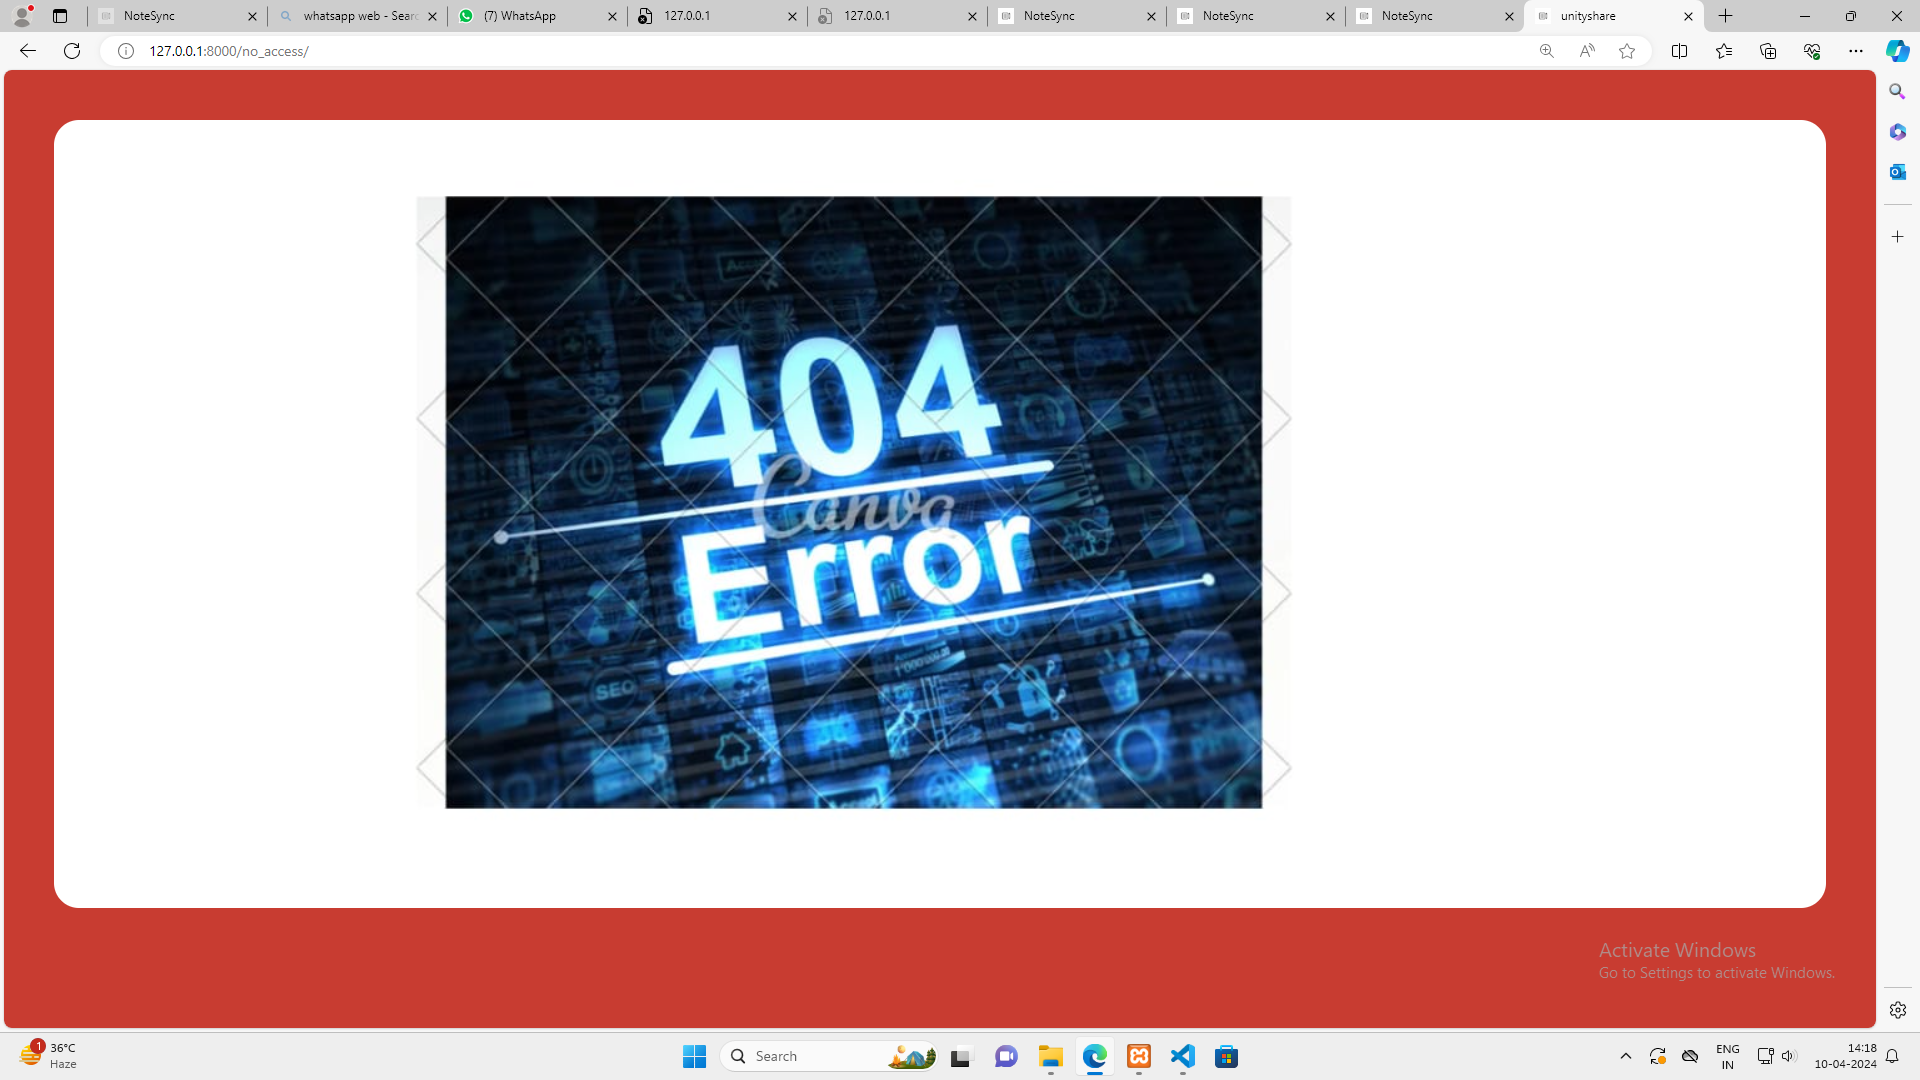 NoteSync
whatsapp web - Searc
(7) WhatsApp
127.0.0.1
127.0.0.1
NoteSync
NoteSync
NoteSync
unityshare
127.0.0.1:8000/no_access/
404
Canva
Error
SEO
Activate Windows
Go to Settings to activate Windows.
1
36°C
Haze
Search
ENG
IN
14:18
10-04-2024